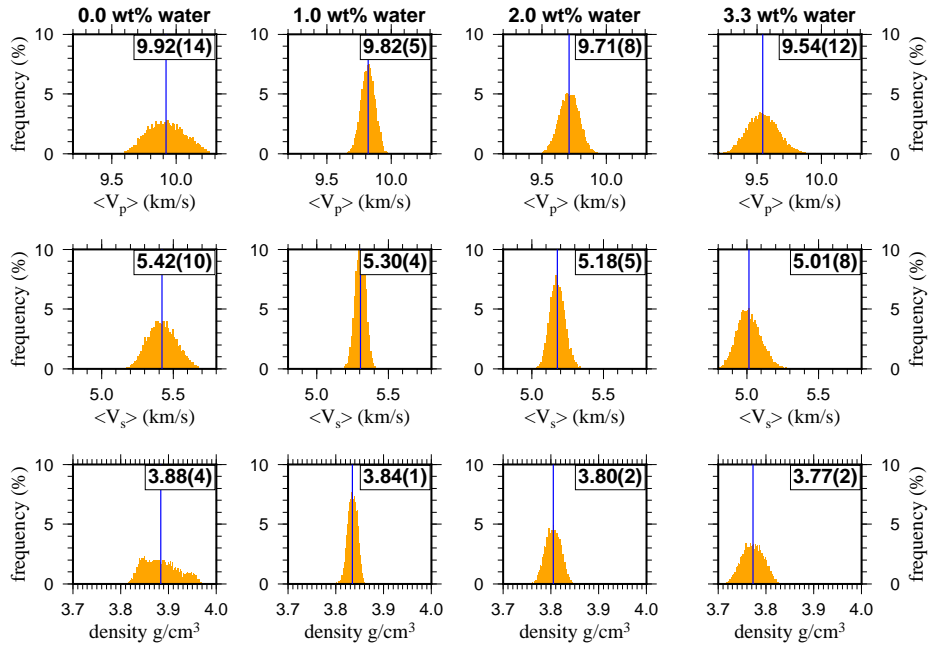 0.0 wt% water 1.0 wt% water 2.0 wt% water 3.3 wt% water
10 10 10 10
9.92(14) 9.82(5) 9.71(8) 9.54(12)
frequency (%) 5 5 5 5 frequency (%)
0 0 0 0
9.5 10.0 9.5 10.0 9.5 10.0 9.5 10.0
<Vp> (km/s) <Vp> (km/s) <Vp> (km/s) <Vp> (km/s)
10 10 10 10
5.42(10) 5.30(4) 5.18(5) 5.01(8)
frequency (%) 5 5 5 5 frequency (%)
0 0 0 0
5.0 5.5 5.0 5.5 5.0 5.5 5.0 5.5
<Vs> (km/s) <Vs> (km/s) <Vs> (km/s) <Vs> (km/s)
10 10 10 10
3.88(4) 3.84(1) 3.80(2) 3.77(2)
frequency (%) 5 5 5 5 frequency (%)
0 0 0 0
3.7 3.8 3.9 4.0 3.7 3.8 3.9 4.0 3.7 3.8 3.9 4.0 3.7 3.8 3.9 4.0
density g/cm³ density g/cm³ density g/cm³ density g/cm³